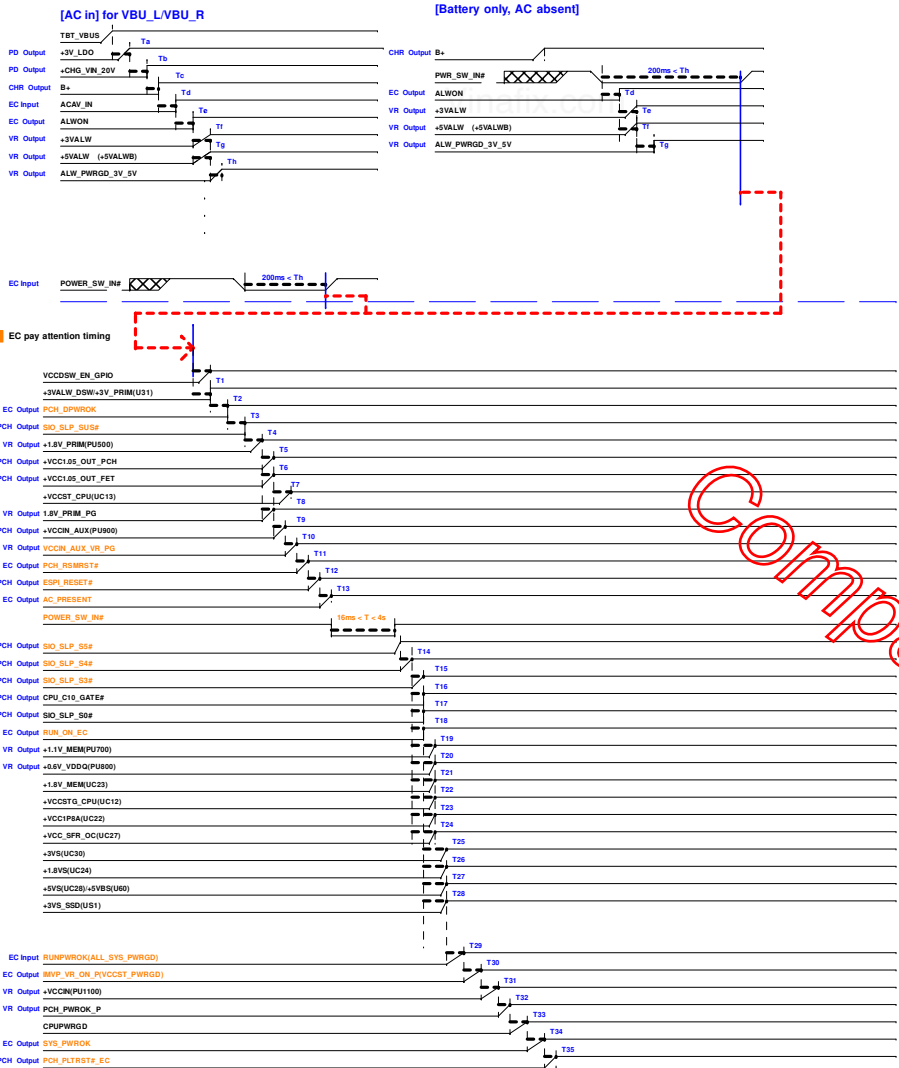 [AC in] for VBU_L/VBU_R
[Battery only, AC absent]
TBT_VBUS
Ta
PD Output +3V_LDO
Tb
PD Output +CHG_VIN_20V
Tc
CHR Output B+
Td
EC Input ACAV_IN
Te
EC Output ALWON
Tf
VR Output +3VALW
Tg
VR Output +5VALW (+5VALWB)
Th
VR Output ALW_PWRGD_3V_5V
CHR Output B+
PWR_SW_IN#
200ms < Th
EC Output ALWON
Td
VR Output +3VALW
Te
VR Output +5VALW (+5VALWB)
Tf
VR Output ALW_PWRGD_3V_5V
Tg
inafix.com
EC Input POWER_SW_IN#
200ms < Th
EC pay attention timing
VCCDSW_EN_GPIO
T1
+3VALW_DSW/+3V_PRIM(U31)
T2
EC Output PCH_DPWROK
T3
PCH Output SIO_SLP_SUS#
T4
VR Output +1.8V_PRIM(PU500)
T5
PCH Output +VCC1.05_OUT_PCH
T6
PCH Output +VCC1.05_OUT_FET
T7
+VCCST_CPU(UC13)
T8
VR Output 1.8V_PRIM_PG
T9
PCH Output +VCCIN_AUX(PU900)
T10
VR Output VCCIN_AUX_VR_PG
T11
EC Output PCH_RSMRST#
T12
PCH Output ESPI_RESET#
T13
EC Output AC_PRESENT
POWER_SW_IN#
16ms < T < 4s
PCH Output SIO_SLP_S5#
T14
PCH Output SIO_SLP_S4#
T15
PCH Output SIO_SLP_S3#
T16
PCH Output CPU_C10_GATE#
T17
PCH Output SIO_SLP_S0#
T18
EC Output RUN_ON_EC
T19
VR Output +1.1V_MEM(PU700)
T20
VR Output +0.6V_VDDQ(PU800)
T21
+1.8V_MEM(UC23)
T22
+VCCSTG_CPU(UC12)
T23
+VCC1P8A(UC22)
T24
+VCC_SFR_OC(UC27)
T25
+3VS(UC30)
T26
+1.8VS(UC24)
T27
+5VS(UC28)/+5VBS(U60)
T28
+3VS_SSD(US1)
T29
EC Input RUNPWROK(ALL_SYS_PWRGD)
T30
EC Output IMVP_VR_ON_P(VCCST_PWRGD)
T31
VR Output +VCCIN(PU1100)
T32
VR Output PCH_PWROK_P
T33
CPUPWRGD
T34
EC Output SYS_PWROK
T35
PCH Output PCH_PLTRST#_EC